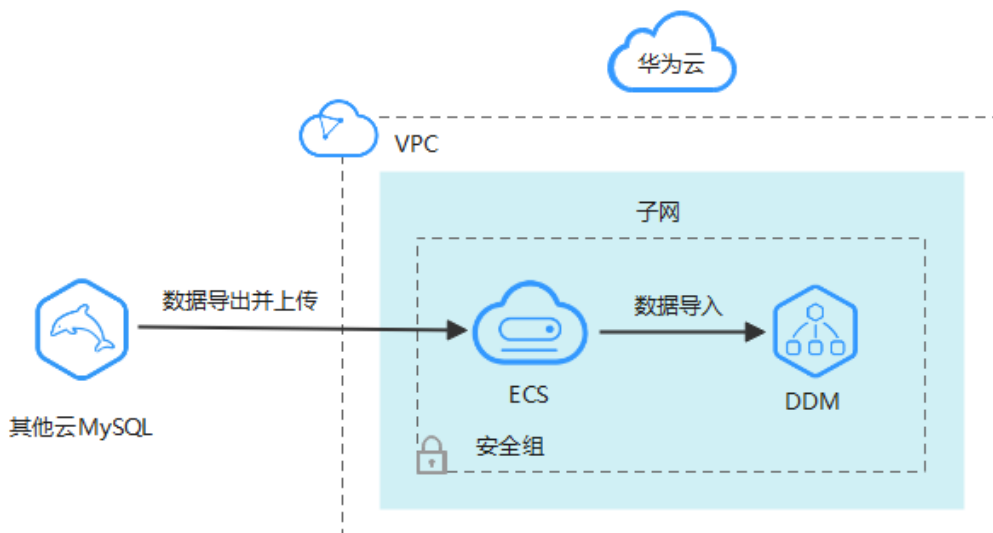 华为云
VPC
子网
数据导出并上传
数据导入
ECS
DDM
其他云MySQL
安全组